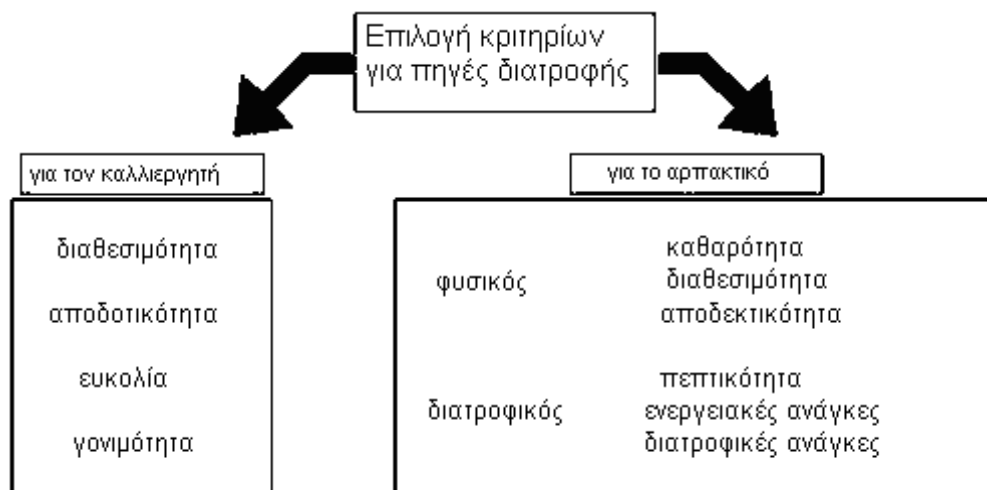 Επιλογή κριτηρίων
για πηγές διατροφής
για τον καλλιεργητή
διαθεσιμότητα
αποδοτικότητα
ευκολία
γονιμότητα
για το αρπακτικό
φυσικός
καθαρότητα
διαθεσιμότητα
αποδεκτικότητα
διατροφικός
πεπτικότητα
ενεργειακές ανάγκες
διατροφικές ανάγκες